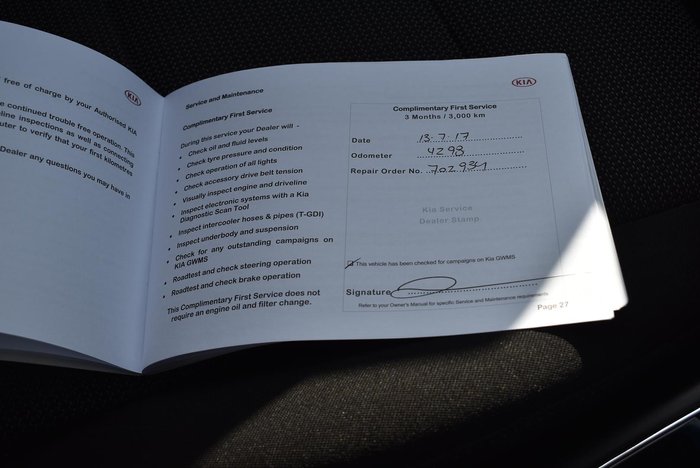 free of charge by your Authorised KIA
KIA
e continued trouble free operation. This
line inspections as well as connecting
uter to verify that your first kilometres
Dealer any questions you may have in
KIA
Service and Maintenance
Complimentary First Service
During this service your Dealer will -
• Check oil and fluid levels
• Check tyre pressure and condition
• Check operation of all lights
• Check accessory drive belt tension
• Visually inspect engine and driveline
• Inspect electronic systems with a Kia
Diagnostic Scan Tool
• Inspect intercooler hoses & pipes (T-GDI)
• Inspect underbody and suspension
• Check for any outstanding campaigns on
KIA GWMS
• Roadtest and check steering operation
• Roadtest and check brake operation
This Complimentary First Service does not
require an engine oil and filter change.
Complimentary First Service
3 Months / 3,000 km
Date 13.7.17
Odometer 4293
Repair Order No. 702934
Kia Service
Dealer Stamp
This vehicle has been checked for campaigns on Kia GWMS
Signature
Refer to your Owner's Manual for specific Service and Maintenance requirements
Page 27